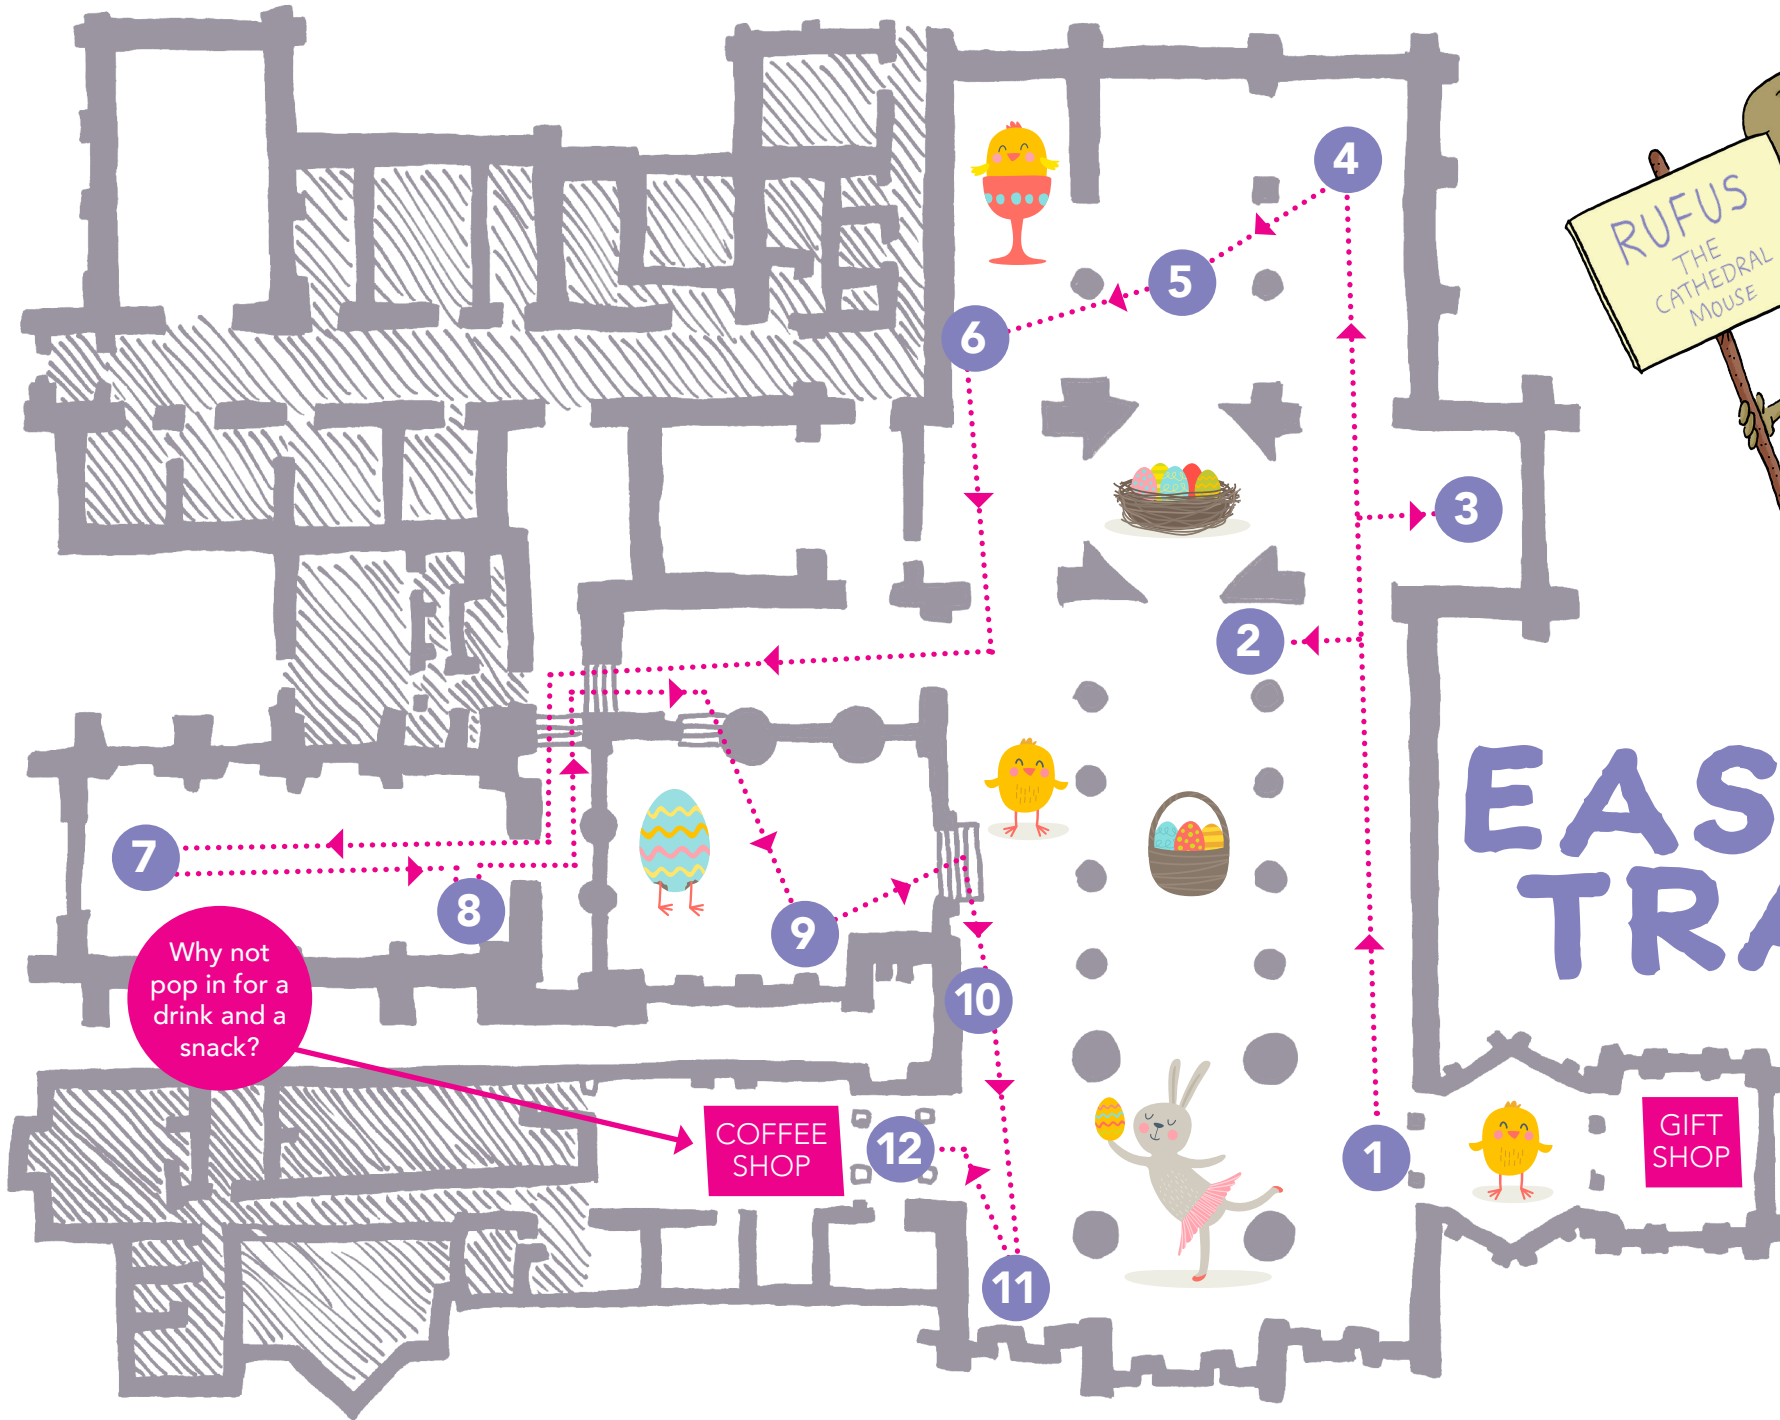 4
RUFUS
THE
CATHEDRAL
MOUSE
5
6
3
2
EAS
TRA
7
8
9
Why not
pop in for a
drink and a
snack?
10
COFFEE
SHOP
12
1
GIFT
SHOP
11